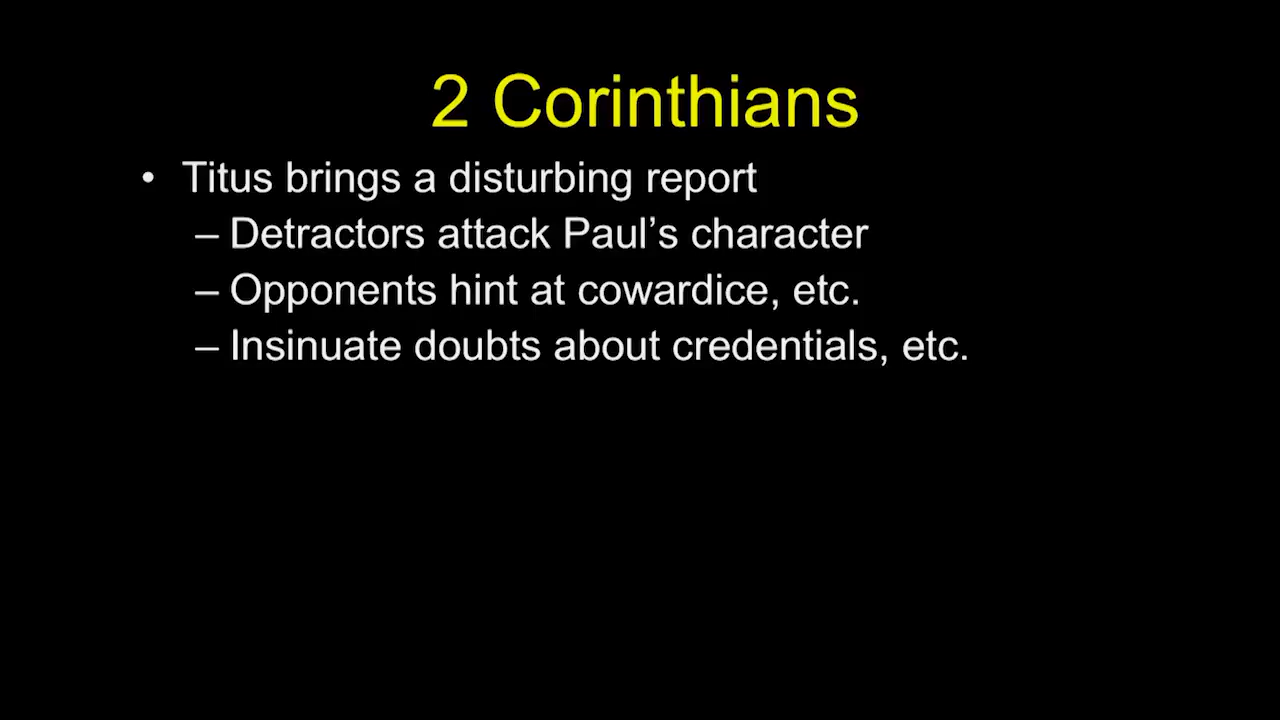 2 Corinthians
• Titus brings a disturbing report
– Detractors attack Paul’s character
– Opponents hint at cowardice, etc.
– Insinuate doubts about credentials, etc.